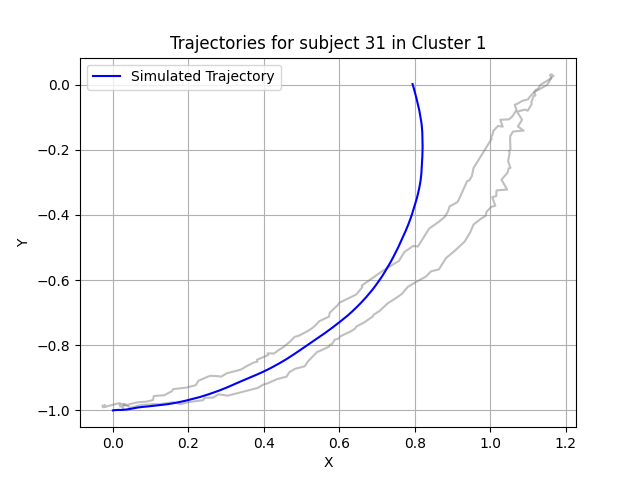 Trajectories for subject 31 in Cluster 1
Simulated Trajectory
0.0
−0.2
−0.4
−0.6
−0.8
−1.0
Y
0.0 0.2 0.4 0.6 0.8 1.0 1.2
X